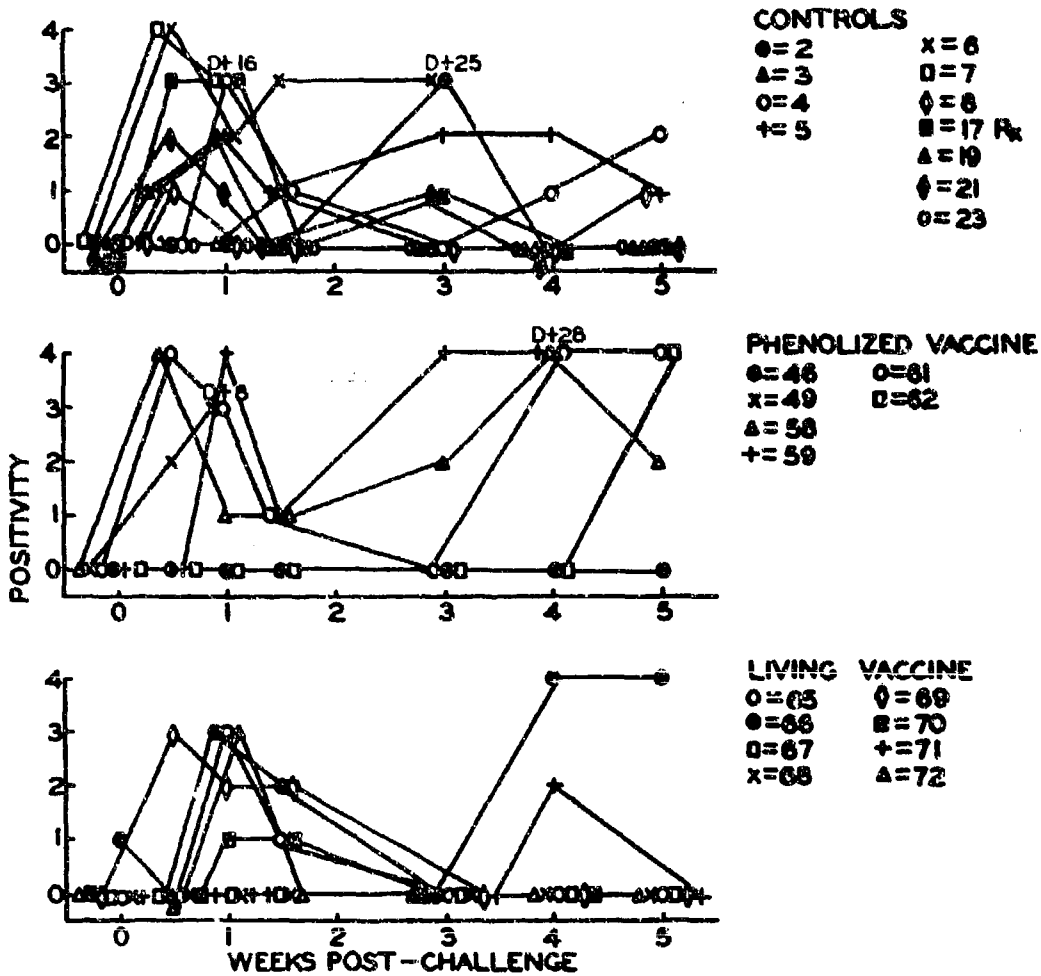 CONTROLS
●=2 x=6
▲=3 □=7
○=4 ◊=8
+=5 ■=17 Rx
▲=19
♦=21
○=23
4
3
2
1
0
D+16
D+25
0 1 2 3 4 5
PHENOLIZED VACCINE
●=46 ○=61
x=49 □=62
▲=58
+=59
POSITIVITY
4
3
2
1
0
D+28
0 1 2 3 4 5
LIVING VACCINE
○=65 ◊=69
●=66 ■=70
□=67 +=71
x=68 ▲=72
4
3
2
1
0
0 1 2 3 4 5
WEEKS POST-CHALLENGE